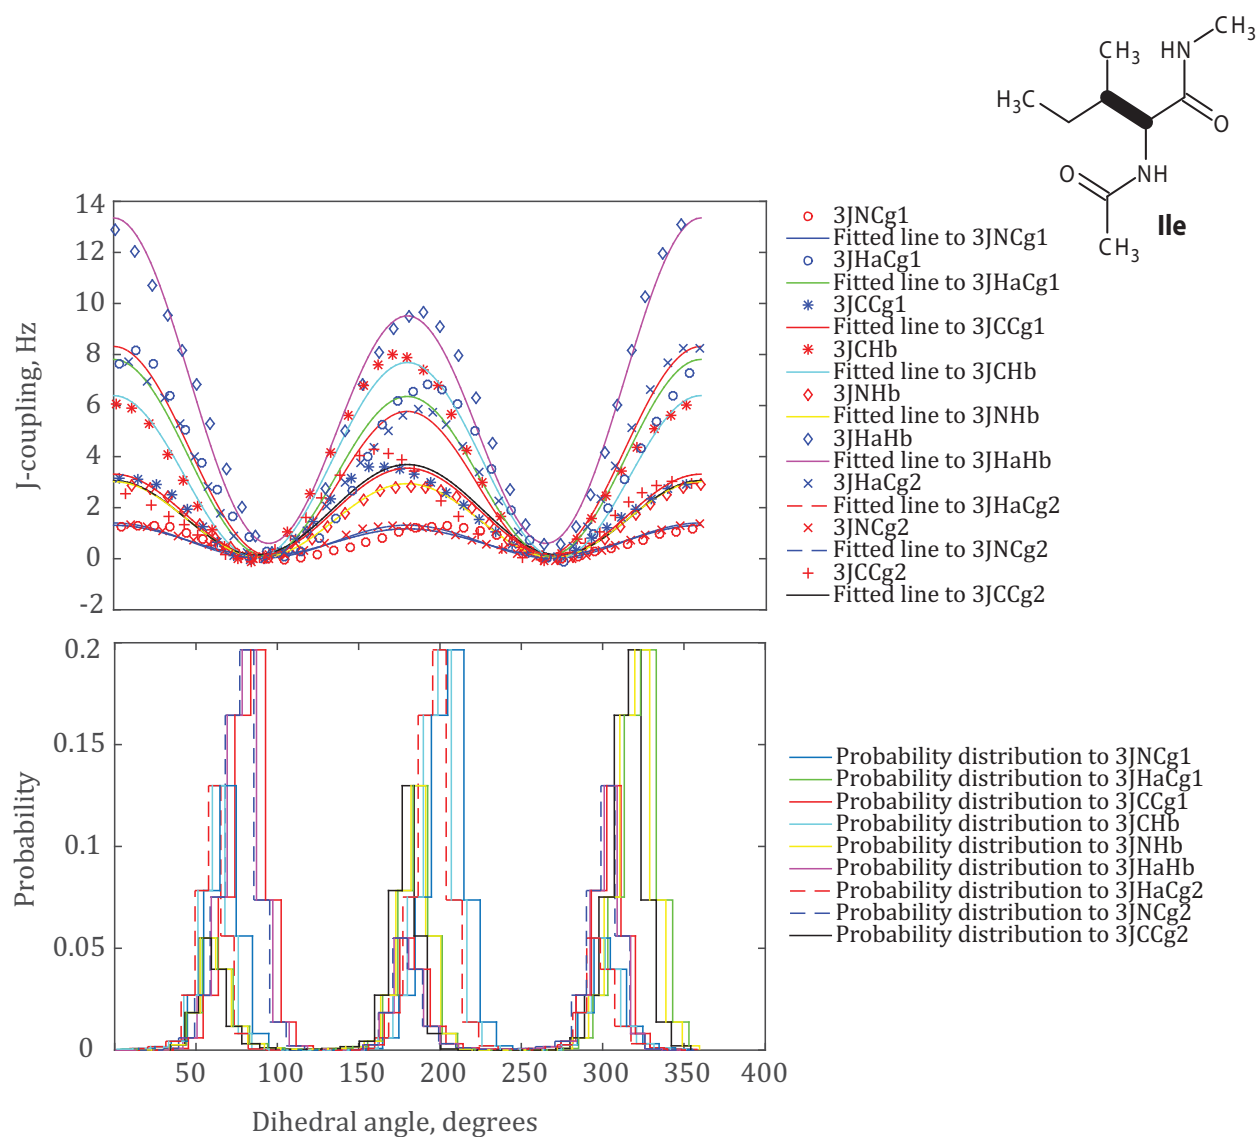 CH₃
HN
CH₃
H₃C
O
O
NH
Ile
CH₃
14
12
10
8
6
4
2
0
-2
J-coupling, Hz
3JNCg1
Fitted line to 3JNCg1
3JHaCg1
Fitted line to 3JHaCg1
3JCCg1
Fitted line to 3JCCg1
3JCHb
Fitted line to 3JCHb
3JNHb
Fitted line to 3JNHb
3JHaHb
Fitted line to 3JHaHb
3JHaCg2
Fitted line to 3JHaCg2
3JNCg2
Fitted line to 3JNCg2
3JCCg2
Fitted line to 3JCCg2
0.2
0.15
0.1
0.05
0
Probability
Probability distribution to 3JNCg1
Probability distribution to 3JHaCg1
Probability distribution to 3JCCg1
Probability distribution to 3JCHb
Probability distribution to 3JNHb
Probability distribution to 3JHaHb
Probability distribution to 3JHaCg2
Probability distribution to 3JNCg2
Probability distribution to 3JCCg2
50 100 150 200 250 300 350 400
Dihedral angle, degrees